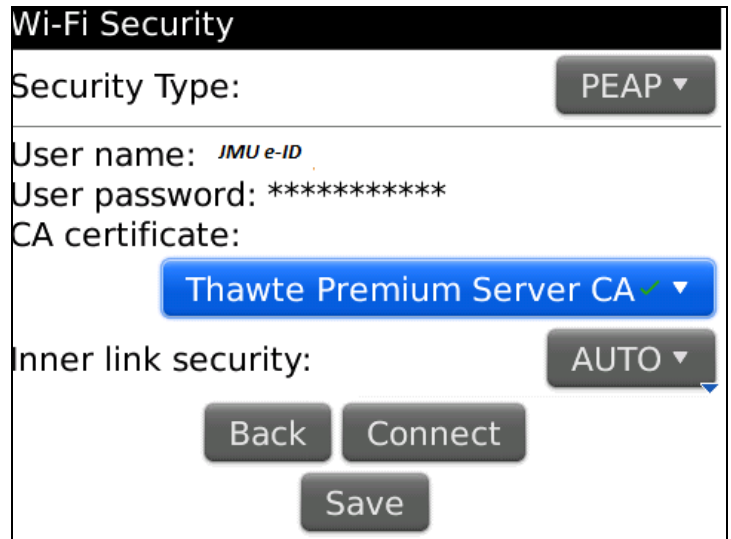 Wi-Fi Security
Security Type: PEAP
User name: JMU e-ID
User password: ***********
CA certificate:
Thawte Premium Server CA
Inner link security: AUTO
Back Connect
Save